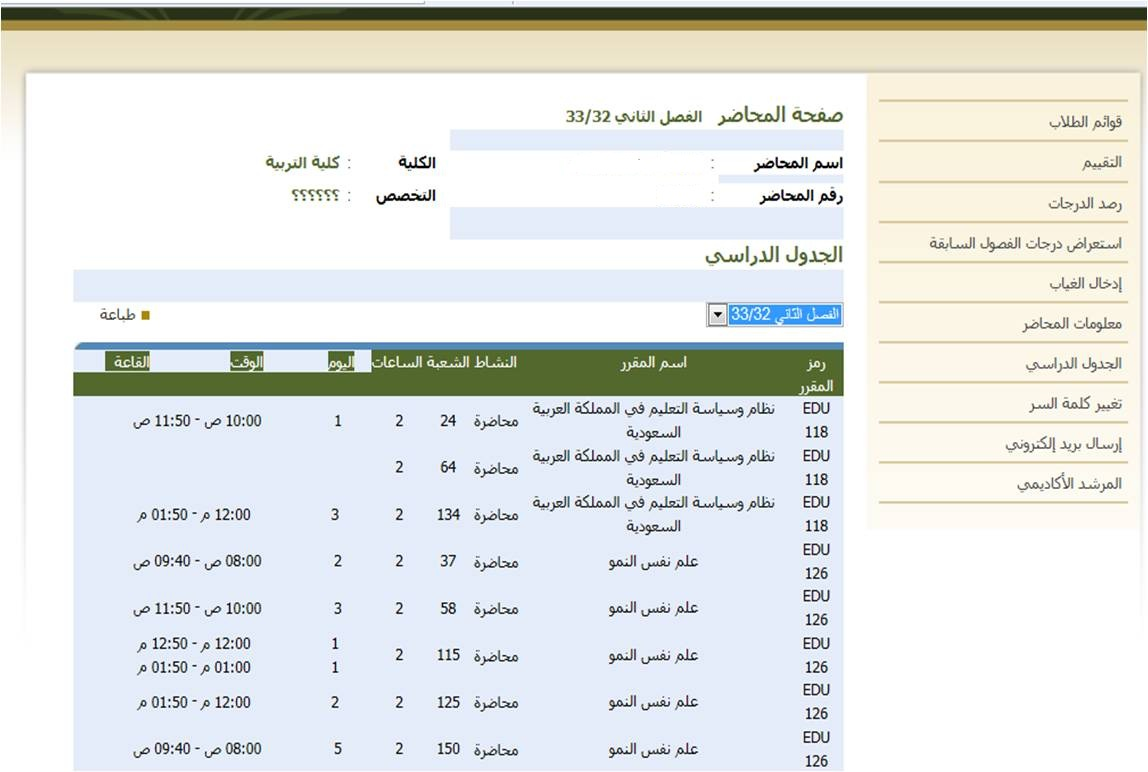 صفحة المحاضر الفصل الثاني 33/32
اسم المحاضر :
الكلية : كلية التربية
رقم المحاضر :
التخصص : ؟؟؟؟؟؟
الجدول الدراسي
الفصل الثاني 33/32
طباعة
رمز المقرر اسم المقرر النشاط الشعبة الساعات اليوم الوقت القاعة
EDU 118 نظام وسياسة التعليم في المملكة العربية السعودية محاضرة 24 2 1 10:00 ص - 11:50 ص
EDU 118 نظام وسياسة التعليم في المملكة العربية السعودية محاضرة 64 2
EDU 118 نظام وسياسة التعليم في المملكة العربية السعودية محاضرة 134 2 3 12:00 م - 01:50 م
EDU 126 علم نفس النمو محاضرة 37 2 2 08:00 ص - 09:40 ص
EDU 126 علم نفس النمو محاضرة 58 2 3 10:00 ص - 11:50 ص
EDU 126 علم نفس النمو محاضرة 115 2 1 12:00 م - 12:50 م
1 01:00 م - 01:50 م
EDU 126 علم نفس النمو محاضرة 125 2 2 12:00 م - 01:50 م
EDU 126 علم نفس النمو محاضرة 150 2 5 08:00 ص - 09:40 ص
قوائم الطلاب
التقييم
رصد الدرجات
استعراض درجات الفصول السابقة
إدخال الغياب
معلومات المحاضر
الجدول الدراسي
تغيير كلمة السر
إرسال بريد إلكتروني
المرشد الأكاديمي